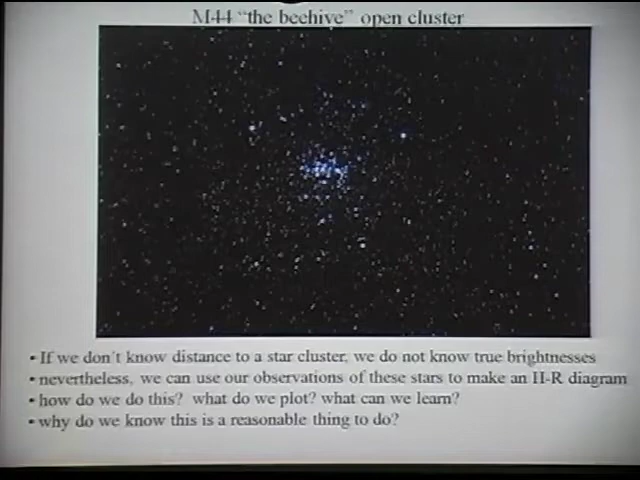 M44 "the beehive" open cluster
• If we don't know distance to a star cluster, we do not know true brightnesses
• nevertheless, we can use our observations of these stars to make an H-R diagram
• how do we do this? what do we plot? what can we learn?
• why do we know this is a reasonable thing to do?